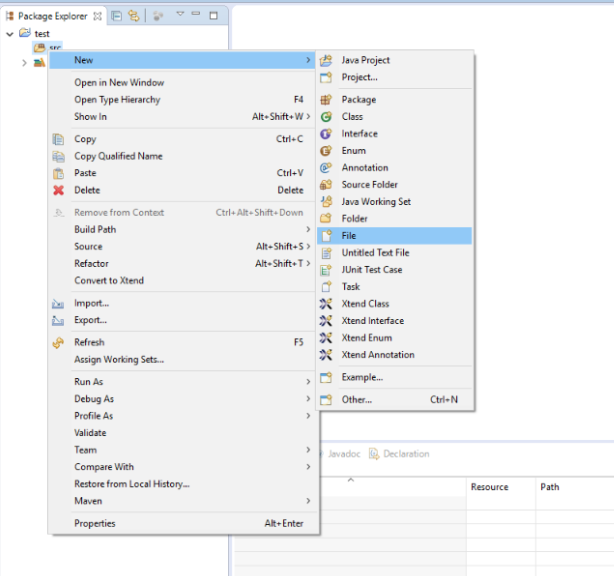 Package Explorer
test
src
New
Open in New Window
Open Type Hierarchy F4
Show In Alt+Shift+W
Copy Ctrl+C
Copy Qualified Name
Paste Ctrl+V
Delete Delete
Remove from Context Ctrl+Alt+Shift+Down
Build Path
Source Alt+Shift+S
Refactor Alt+Shift+T
Convert to Xtend
Import...
Export...
Refresh F5
Assign Working Sets...
Run As
Debug As
Profile As
Validate
Team
Compare With
Restore from Local History...
Maven
Properties Alt+Enter
Java Project
Project...
Package
Class
Interface
Enum
Annotation
Source Folder
Java Working Set
Folder
File
Untitled Text File
JUnit Test Case
Task
Xtend Class
Xtend Interface
Xtend Enum
Xtend Annotation
Example...
Other... Ctrl+N
Javadoc Declaration
Resource Path